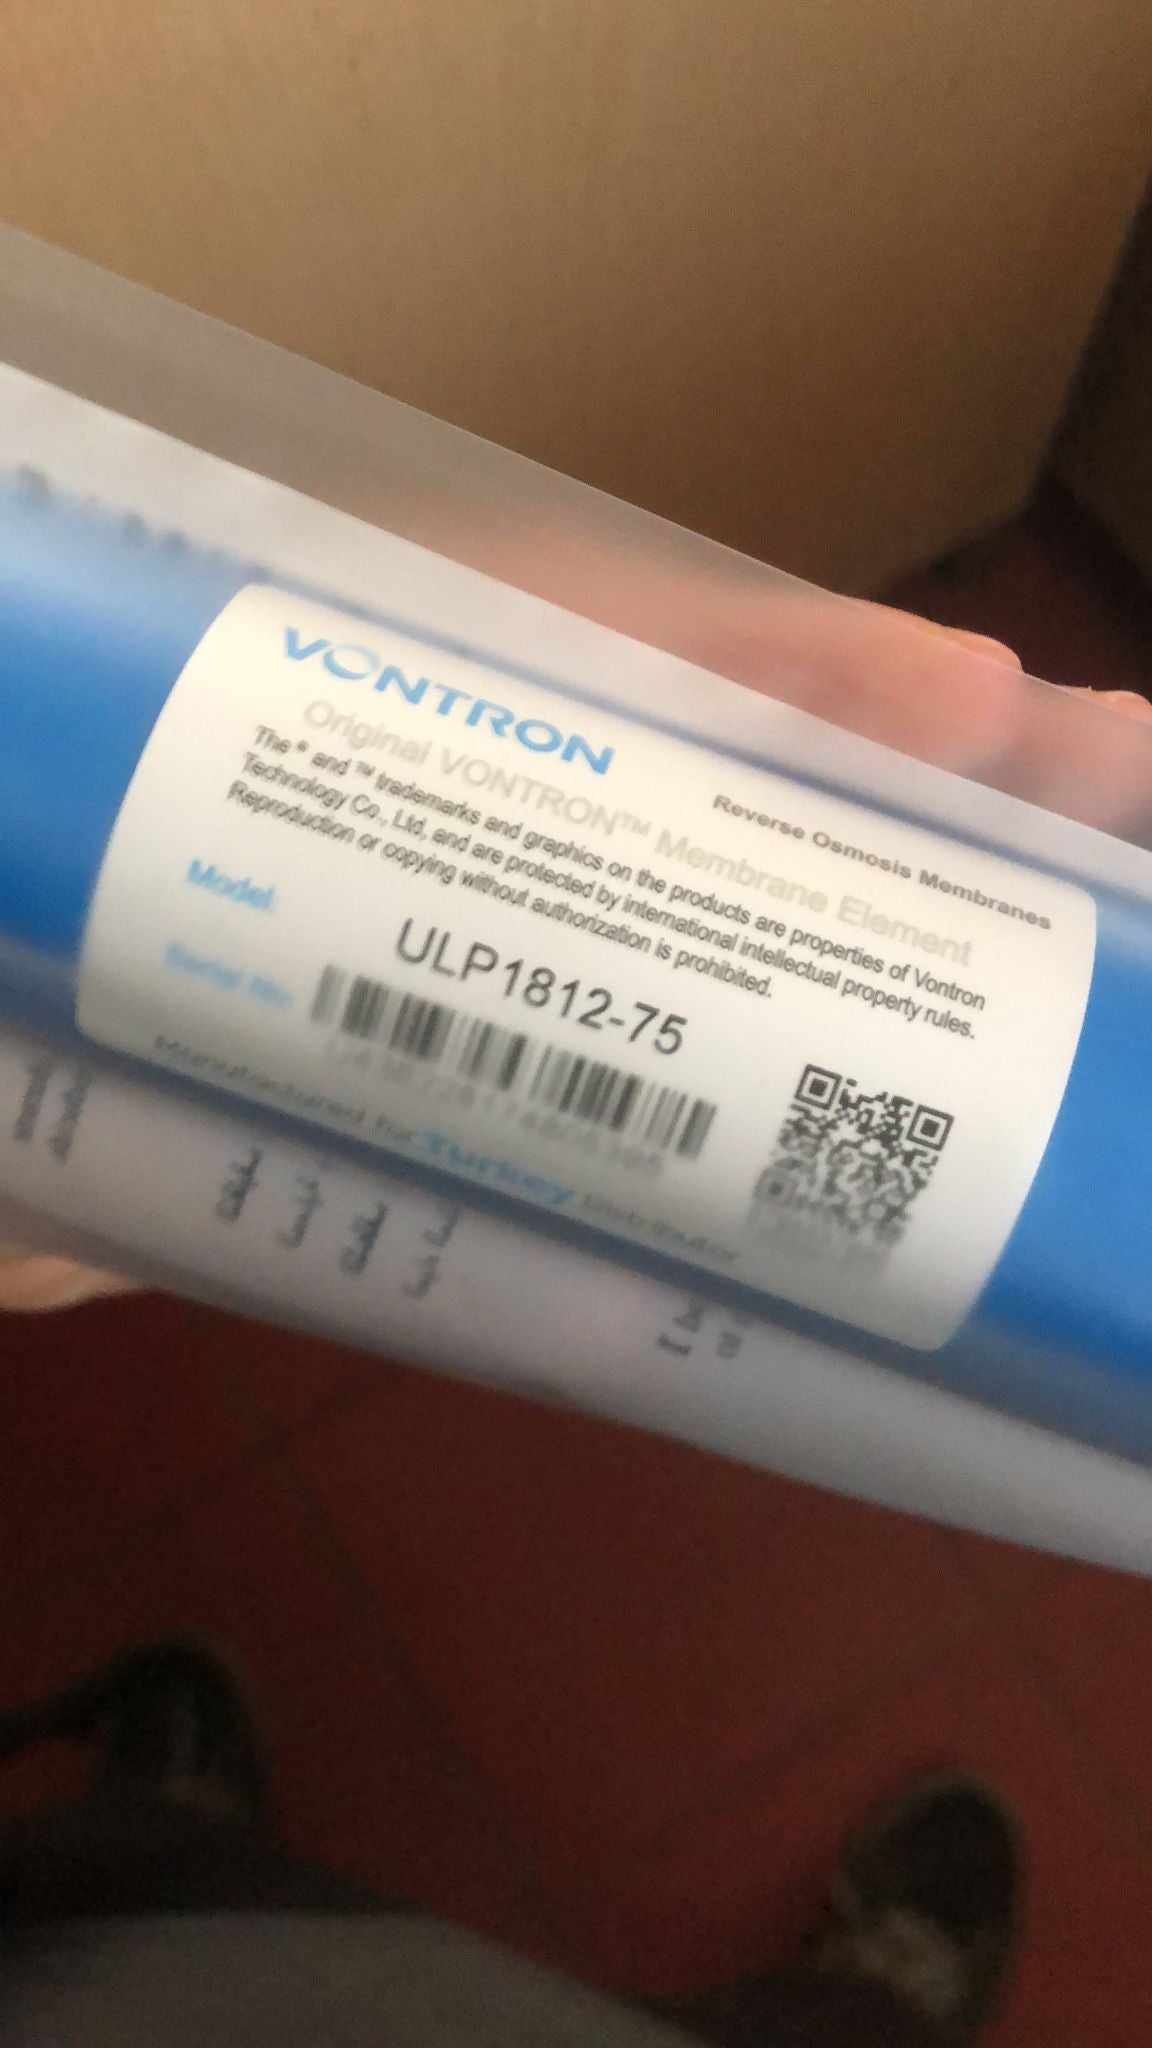 VONTRON
Reverse Osmosis Membranes
Original VONTRON™ Membrane Element
The ® and ™ trademarks and graphics on the products are properties of Vontron
Technology Co., Ltd, and are protected by international intellectual property rules.
Reproduction or copying without authorization is prohibited.
Model:
ULP1812-75
Serial No:
Manufactured for Turkey Distributor